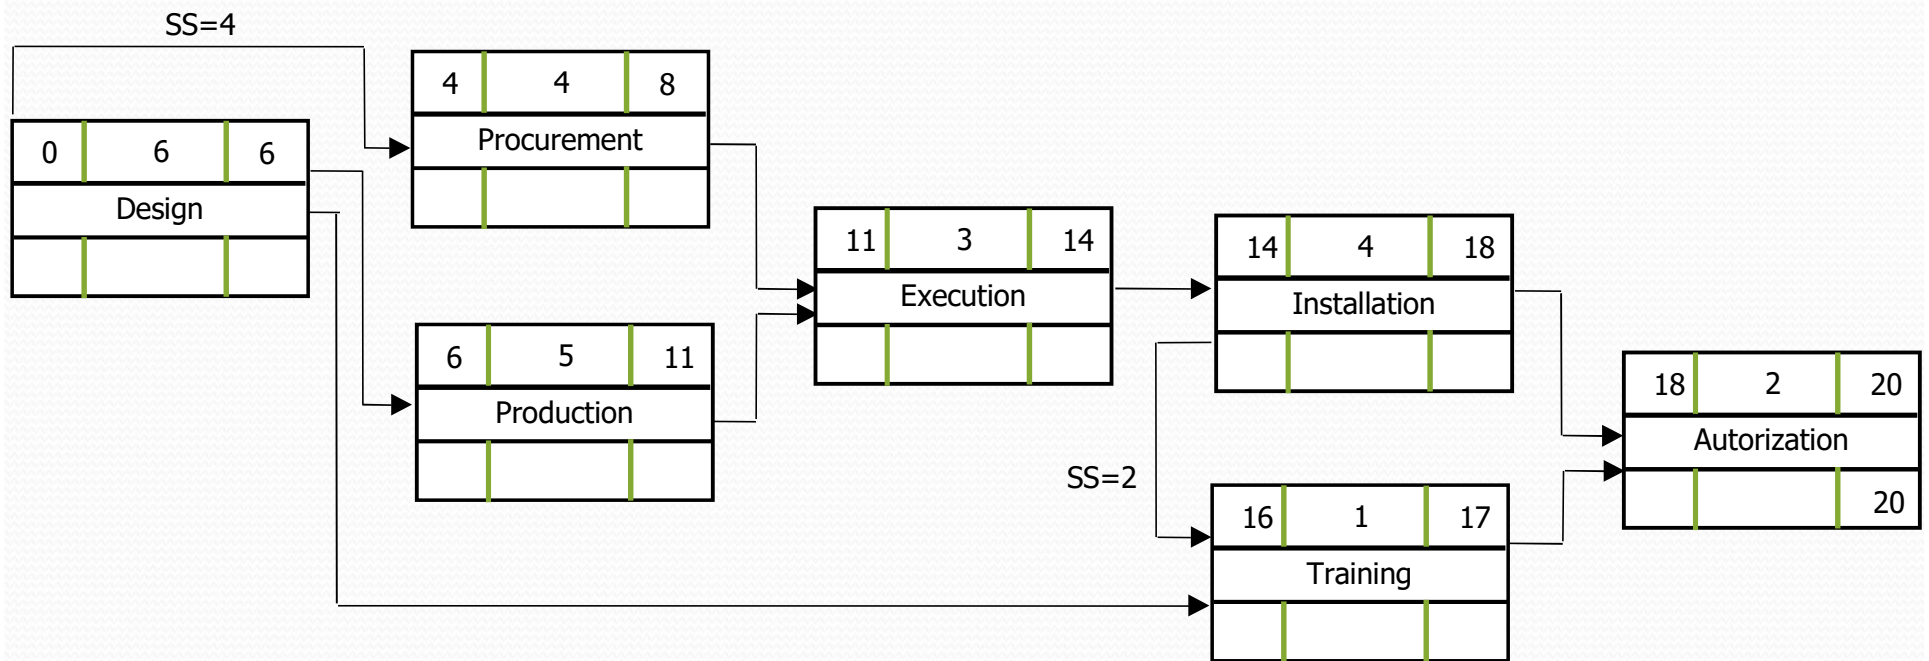 SS=4
4 4 8
Procurement
0 6 6
Design
11 3 14
Execution
14 4 18
Installation
6 5 11
Production
18 2 20
Autorization
20
SS=2
16 1 17
Training